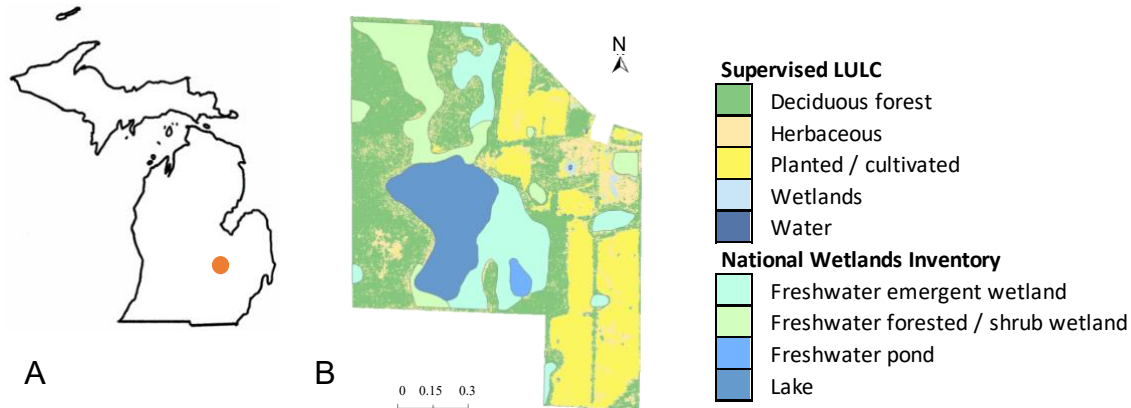 N
Supervised LULC
Deciduous forest
Herbaceous
Planted / cultivated
Wetlands
Water
National Wetlands Inventory
Freshwater emergent wetland
Freshwater forested / shrub wetland
Freshwater pond
Lake
A
B
0 0.15 0.3